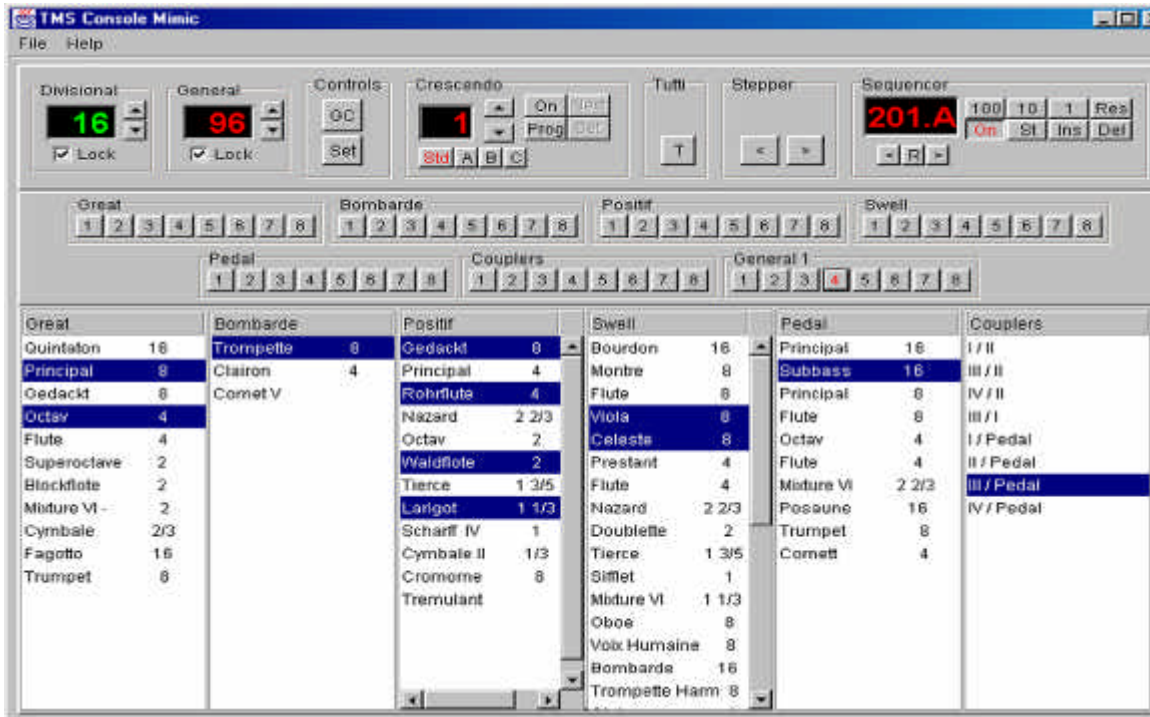 TMS Console Mimic
File Help
Divisional
16
Lock
General
96
Lock
Controls
GC
Set
Crescendo
1
On
Prog
Std A B C
Tutti
T
Stepper
< >
Sequencer
201.A
100 10 1 Res
On St Ins Del
< R >
Great Bombarde Positif Swell
1 2 3 4 5 6 7 8 1 2 3 4 5 6 7 8 1 2 3 4 5 6 7 8 1 2 3 4 5 6 7 8
Pedal Couplers General 1
1 2 3 4 5 6 7 8 1 2 3 4 5 6 7 8 1 2 3 4 5 6 7 8
Great
Quintaton 16
Principal 8
Gedackt 8
Octav 4
Flute 4
Superoctave 2
Blockflote 2
Mixture VI - 2
Cymbale 2/3
Fagotto 16
Trumpet 8
Bombarde
Trompette 8
Clairon 4
Cornet V
Positif
Gedackt 8
Principal 4
Rohrflute 4
Nazard 2 2/3
Octav 2
Waldflote 2
Tierce 1 3/5
Larigot 1 1/3
Scharff IV 1
Cymbale II 1/3
Cromorne 8
Tremulant
Swell
Bourdon 16
Montre 8
Flute 8
Viola 8
Celeste 8
Prestant 4
Flute 4
Nazard 2 2/3
Doublette 2
Tierce 1 3/5
Sifflet 1
Mixture VI 1 1/3
Oboe 8
Voix Humaine 8
Bombarde 16
Trompette Harm 8
Pedal
Principal 16
Subbass 16
Principal 8
Flute 8
Octav 4
Flute 4
Mixture VI 2 2/3
Posaune 16
Trumpet 8
Cornett 4
Couplers
I / II
III / II
IV / II
III / I
I / Pedal
II / Pedal
III / Pedal
IV / Pedal